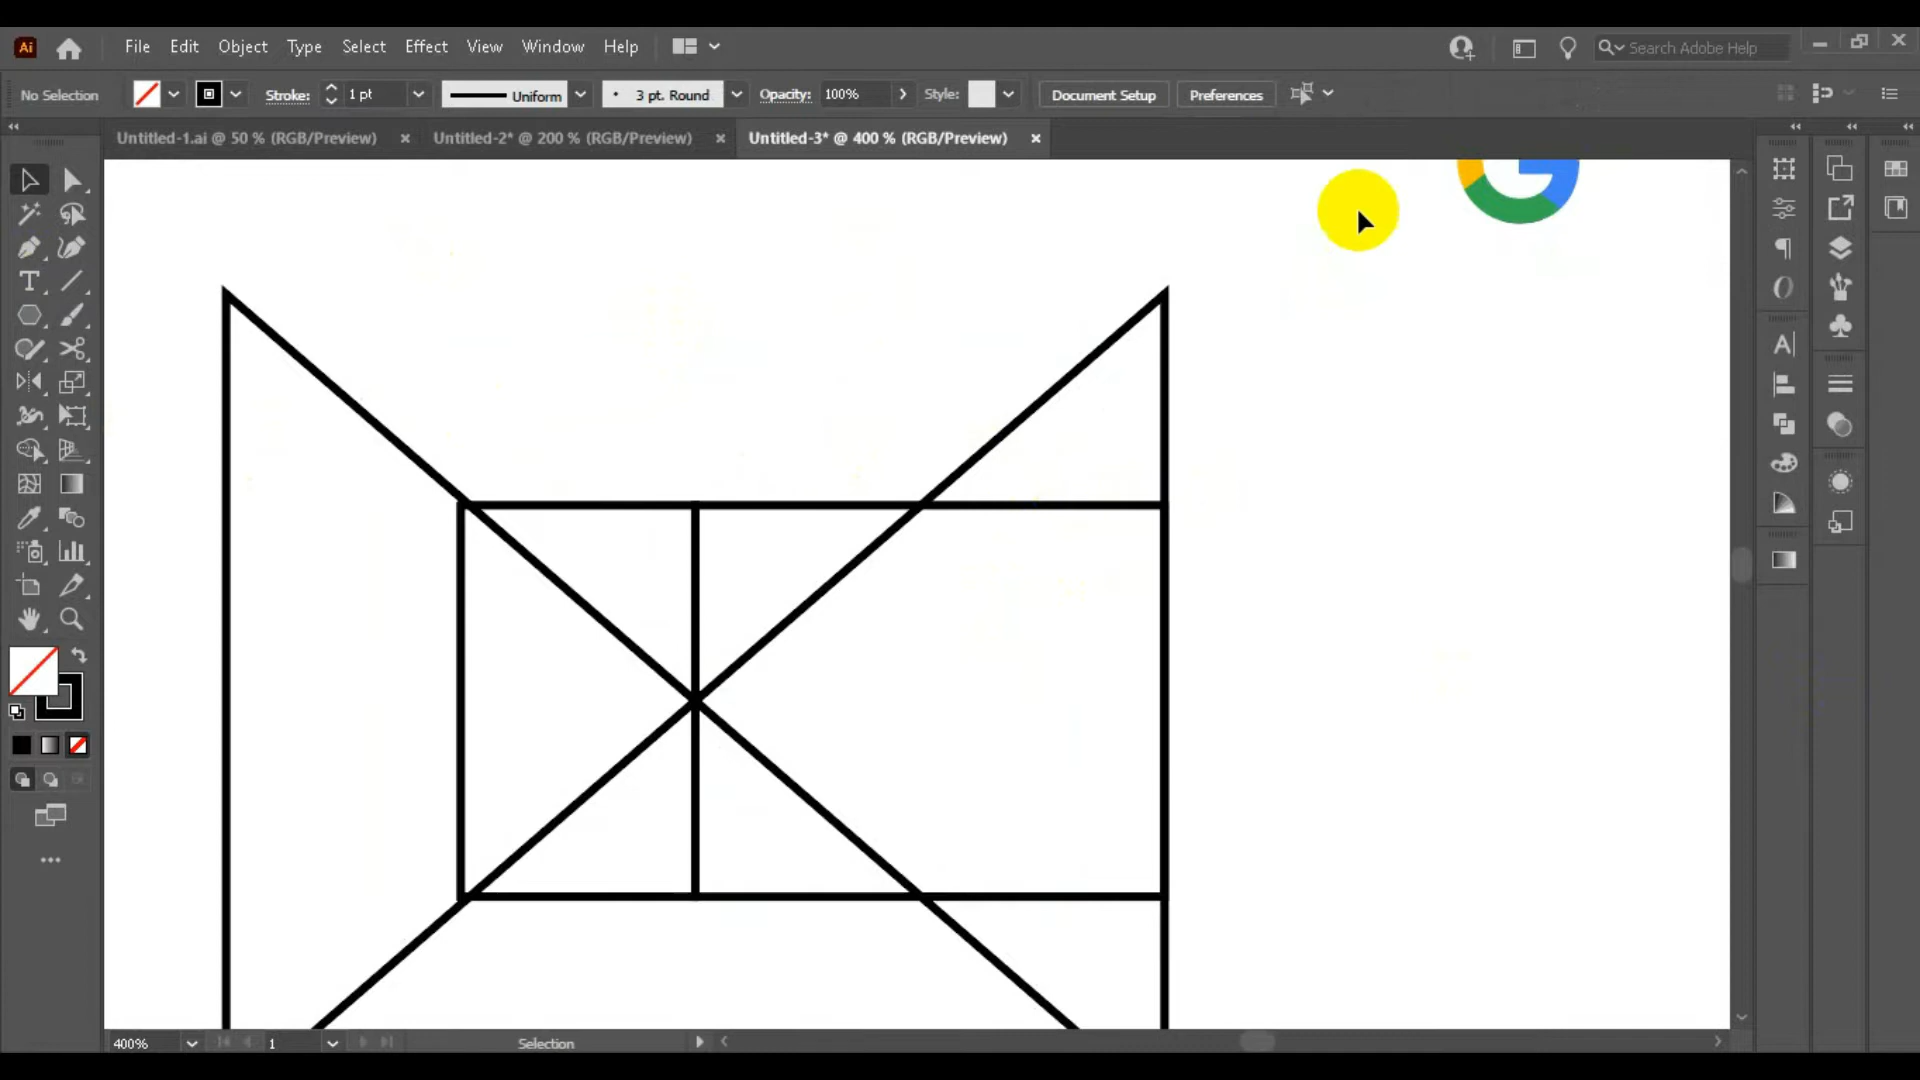 Ai File Edit Object Type Select Effect View Window Help Search Adobe Help
No Selection Stroke: 1 pt Uniform 3 pt. Round Opacity: 100% Style: Document Setup Preferences
Untitled-1.ai @ 50 % (RGB/Preview) Untitled-2* @ 200 % (RGB/Preview) Untitled-3* @ 400 % (RGB/Preview)
400% 1 Selection